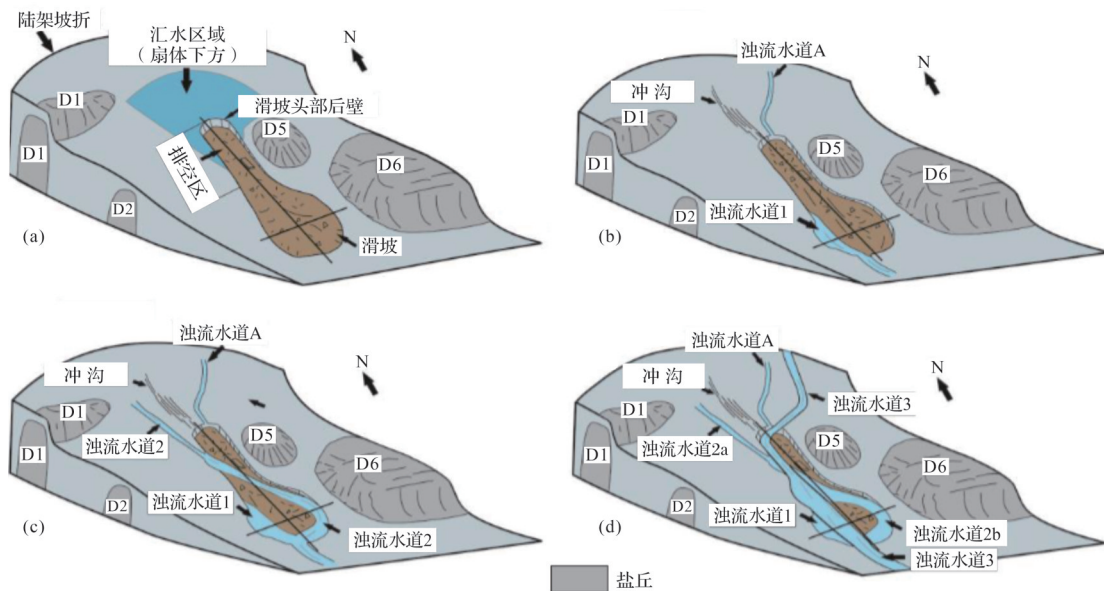 陆架坡折
汇水区域
（扇体下方）
N
D1
滑坡头部后壁
D5
D1
排空区
D6
D2
滑坡
(a)
浊流水道A
N
冲 沟
D1
D5
D1
D6
D2
浊流水道1
(b)
浊流水道A
N
冲 沟
D1
D5
D1
浊流水道2
D6
D2
浊流水道1
浊流水道2
(c)
浊流水道A
N
冲 沟
浊流水道3
D1
D5
D1
浊流水道2a
D6
D2
浊流水道1
浊流水道2b
浊流水道3
(d)
盐丘